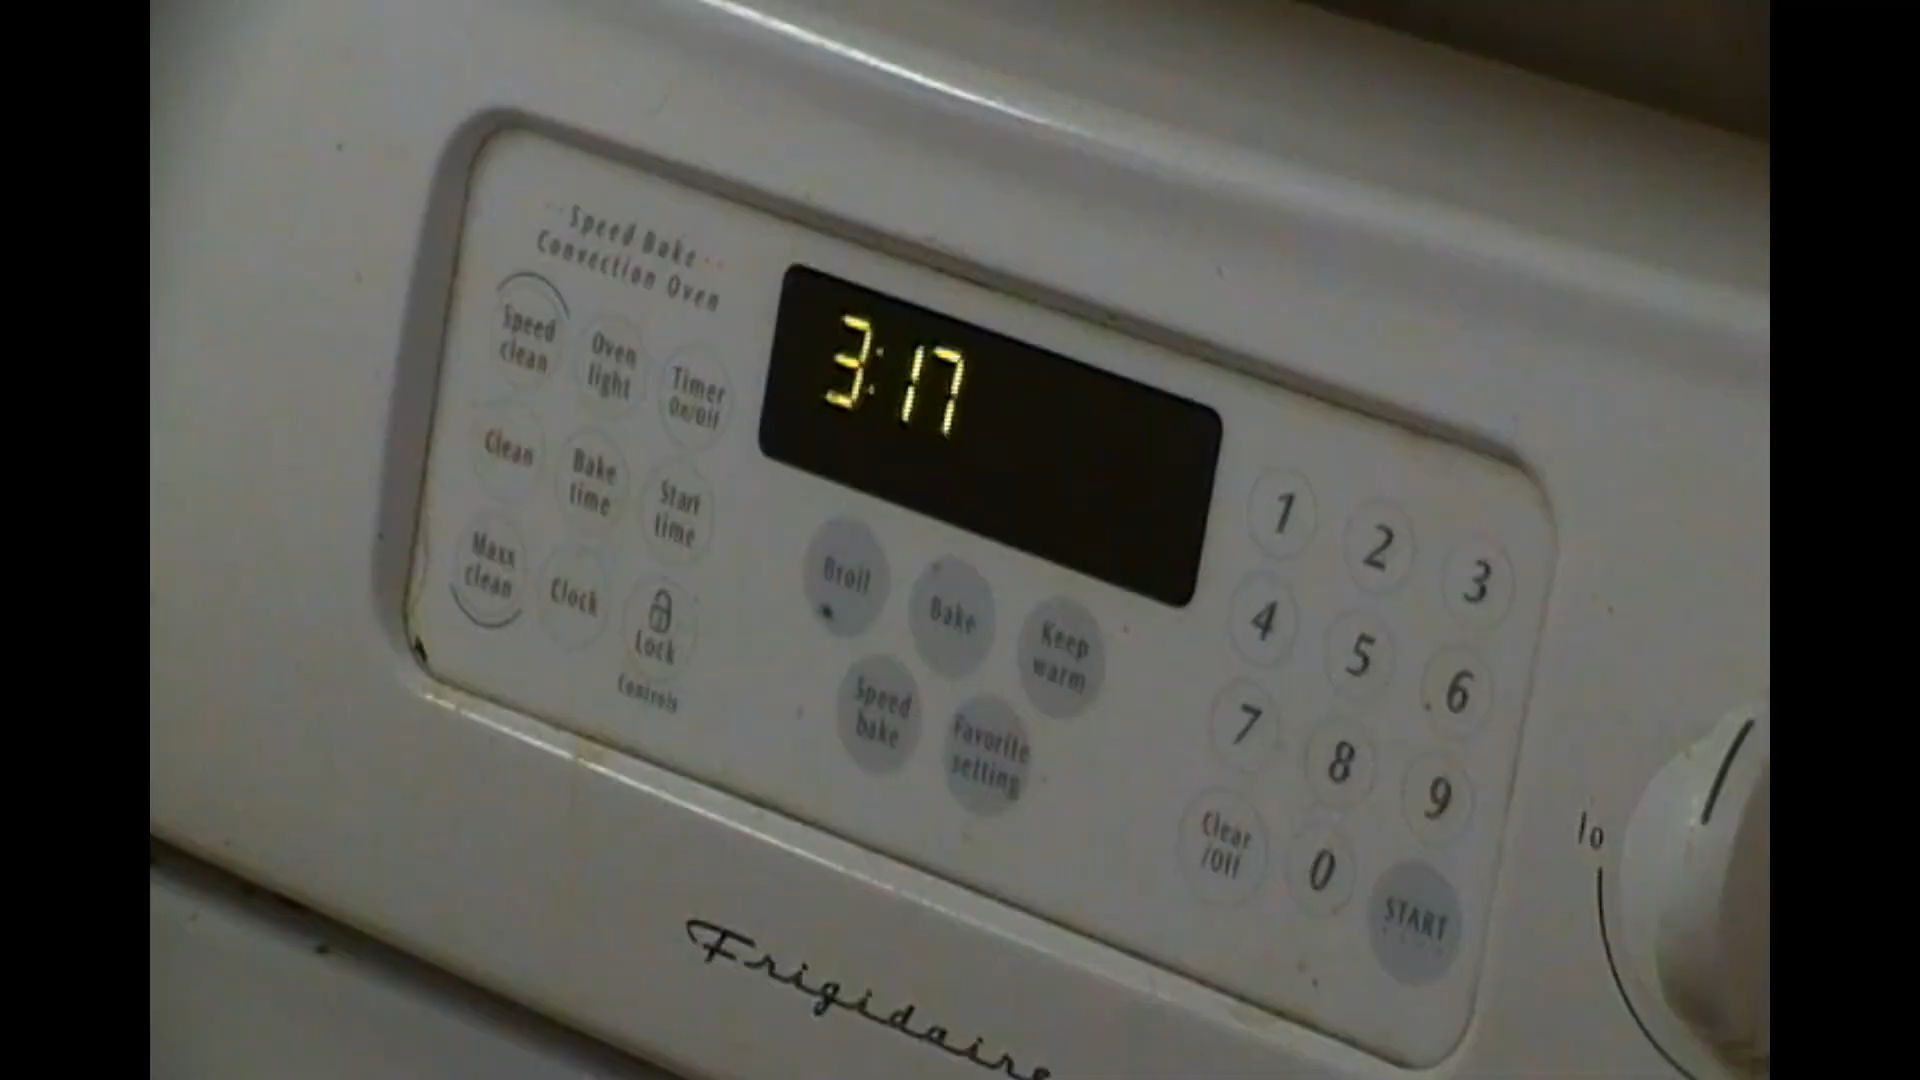 Speed Bake
Convection Oven
Speed
clean
Oven
light
Timer
On/Off
Clean
Bake
time
Start
time
Maxx
clean
Clock
Lock
Controls
3:17
Broil
Bake
Keep
warm
Speed
bake
Favorite
setting
1
2
3
4
5
6
7
8
9
Clear
/Off
0
START
lo
Frigidaire